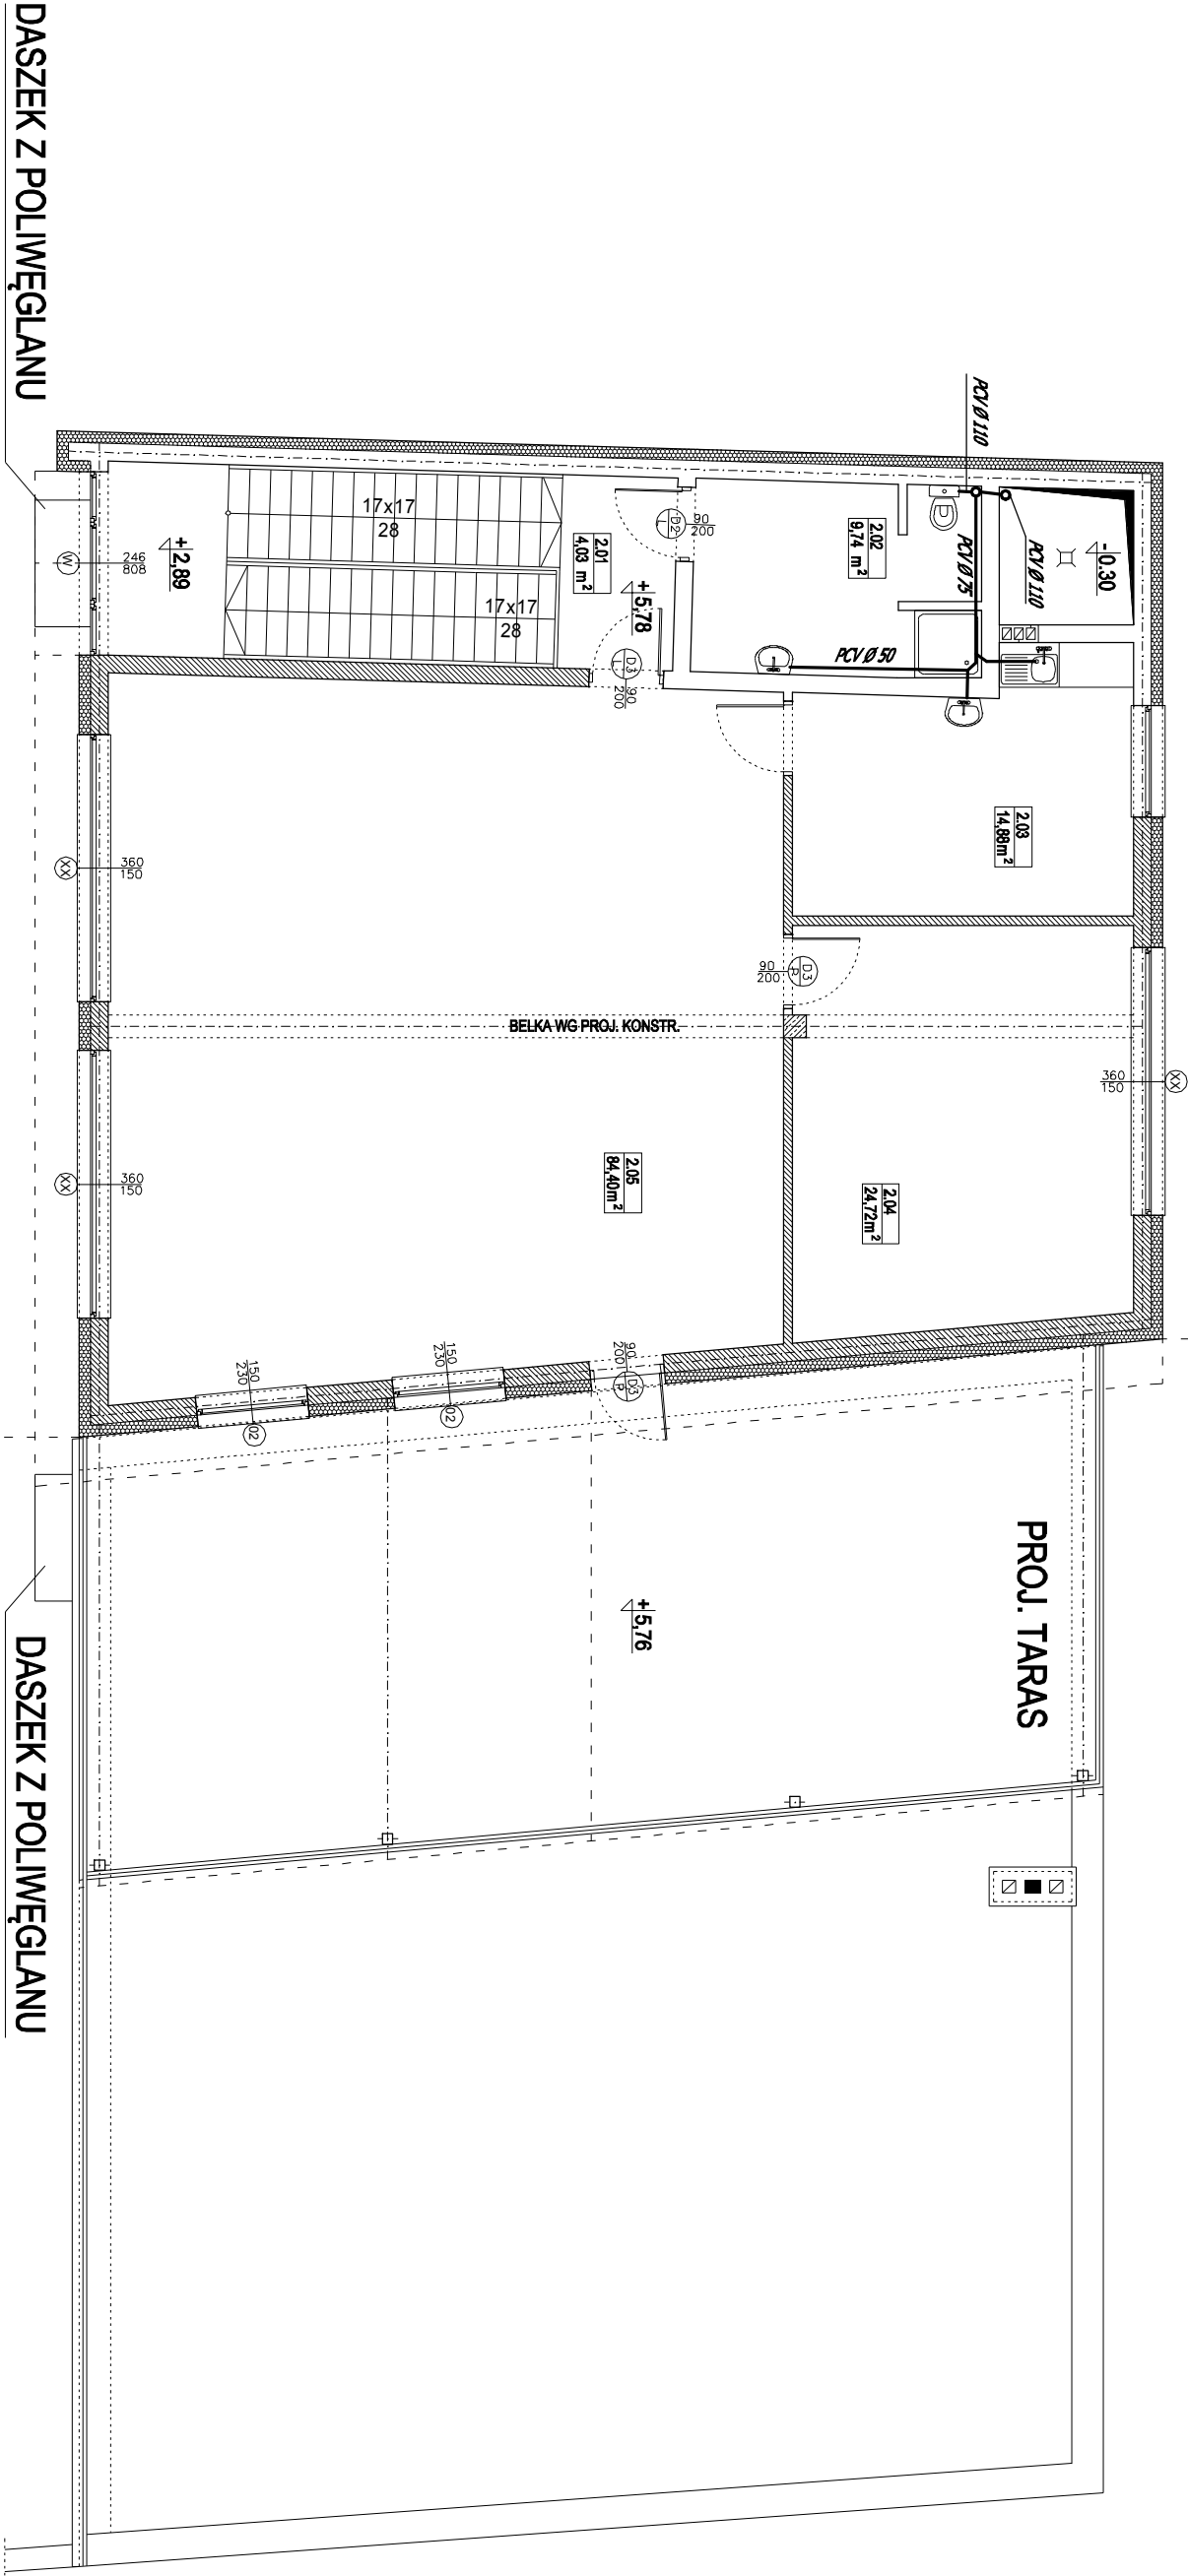 DASZEK Z POLIWĘGLANU
PCV Ø 110
-0.30
PCV Ø 110
PCV Ø 75
2.02
9,74 m²
90
200
D2
L
17x17
28
2.01
4,03 m²
+5,78
17x17
28
+2,89
246
808
W
PCV Ø 50
D3
L
90
200
2.03
14,88m²
360
150
XX
90
200
D3
P
BELKA WG PROJ. KONSTR.
360
150
XX
2.05
84,40m²
2.04
24,72m²
360
150
XX
90
200
D3
P
150
230
02
150
230
02
PROJ. TARAS
+5,76
DASZEK Z POLIWĘGLANU